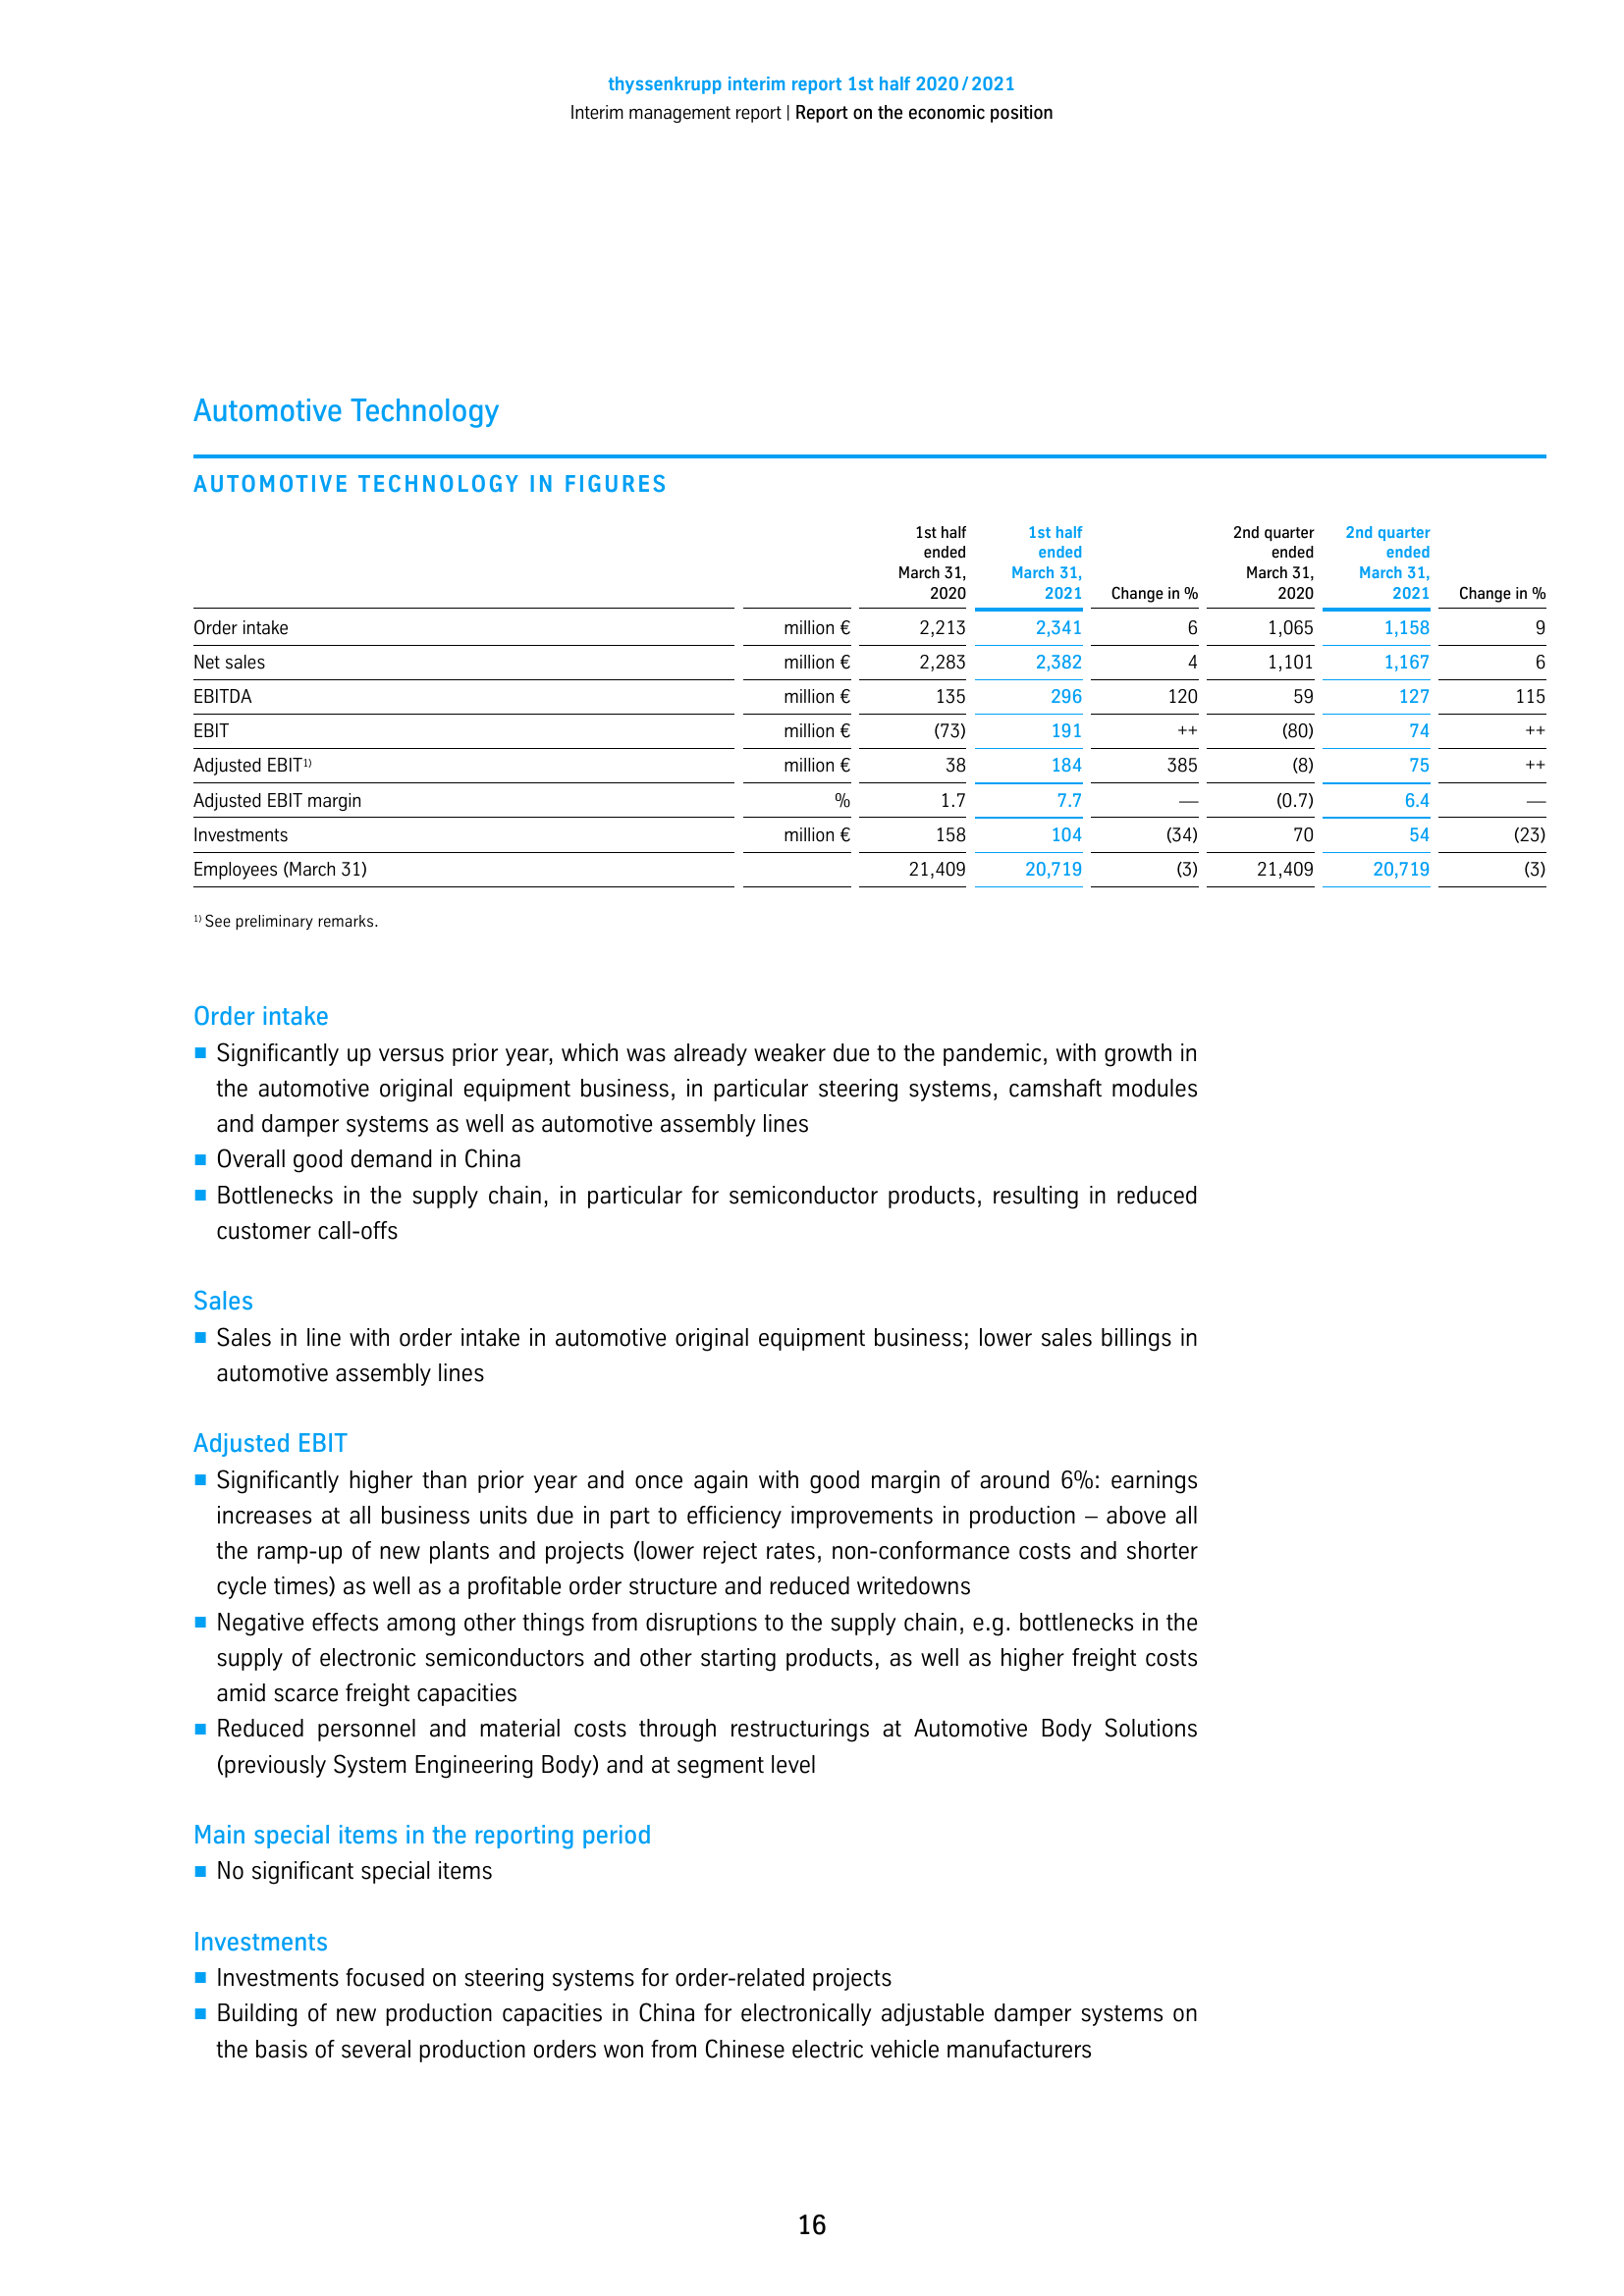 thyssenkrupp interim report 1st half 2020 / 2021
Interim management report | Report on the economic position
Automotive Technology
AUTOMOTIVE TECHNOLOGY IN FIGURES
1st half ended March 31, 2020 1st half ended March 31, 2021 Change in % 2nd quarter ended March 31, 2020 2nd quarter ended March 31, 2021 Change in %
Order intake million € 2,213 2,341 6 1,065 1,158 9
Net sales million € 2,283 2,382 4 1,101 1,167 6
EBITDA million € 135 296 120 59 127 115
EBIT million € (73) 191 ++ (80) 74 ++
Adjusted EBIT1) million € 38 184 385 (8) 75 ++
Adjusted EBIT margin % 1.7 7.7 — (0.7) 6.4 —
Investments million € 158 104 (34) 70 54 (23)
Employees (March 31) 21,409 20,719 (3) 21,409 20,719 (3)
1) See preliminary remarks.
Order intake
■ Significantly up versus prior year, which was already weaker due to the pandemic, with growth in
the automotive original equipment business, in particular steering systems, camshaft modules
and damper systems as well as automotive assembly lines
■ Overall good demand in China
■ Bottlenecks in the supply chain, in particular for semiconductor products, resulting in reduced
customer call-offs
Sales
■ Sales in line with order intake in automotive original equipment business; lower sales billings in
automotive assembly lines
Adjusted EBIT
■ Significantly higher than prior year and once again with good margin of around 6%: earnings
increases at all business units due in part to efficiency improvements in production – above all
the ramp-up of new plants and projects (lower reject rates, non-conformance costs and shorter
cycle times) as well as a profitable order structure and reduced writedowns
■ Negative effects among other things from disruptions to the supply chain, e.g. bottlenecks in the
supply of electronic semiconductors and other starting products, as well as higher freight costs
amid scarce freight capacities
■ Reduced personnel and material costs through restructurings at Automotive Body Solutions
(previously System Engineering Body) and at segment level
Main special items in the reporting period
■ No significant special items
Investments
■ Investments focused on steering systems for order-related projects
■ Building of new production capacities in China for electronically adjustable damper systems on
the basis of several production orders won from Chinese electric vehicle manufacturers
16